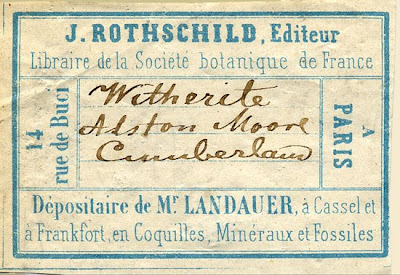 J. ROTHSCHILD, Editeur
Libraire de la Société botanique de France
14
rue de Buci
Witherite
Alston Moore
Cumberland
A
PARIS
Dépositaire de Mr LANDAUER, à Cassel et
à Frankfort, en Coquilles, Minéraux et Fossiles